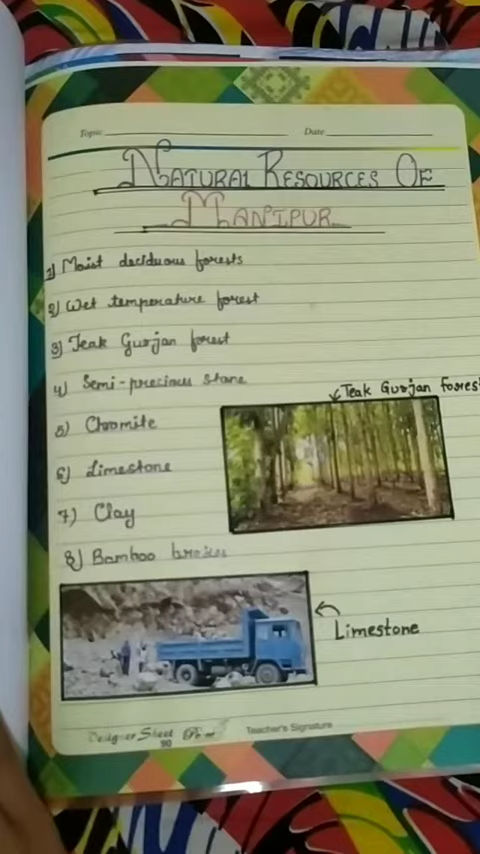 Topic Date
NATURAL RESOURCES OF
MANIPUR
1) Moist deciduous forests
2) Wet temperature forest
3) Teak Gurjan forest
4) Semi-precious stone
Teak Gurjan forest
5) Chromite
6) Limestone
7) Clay
8) Bamboo
Limestone
Designer Sheet
90
Teacher's Signature